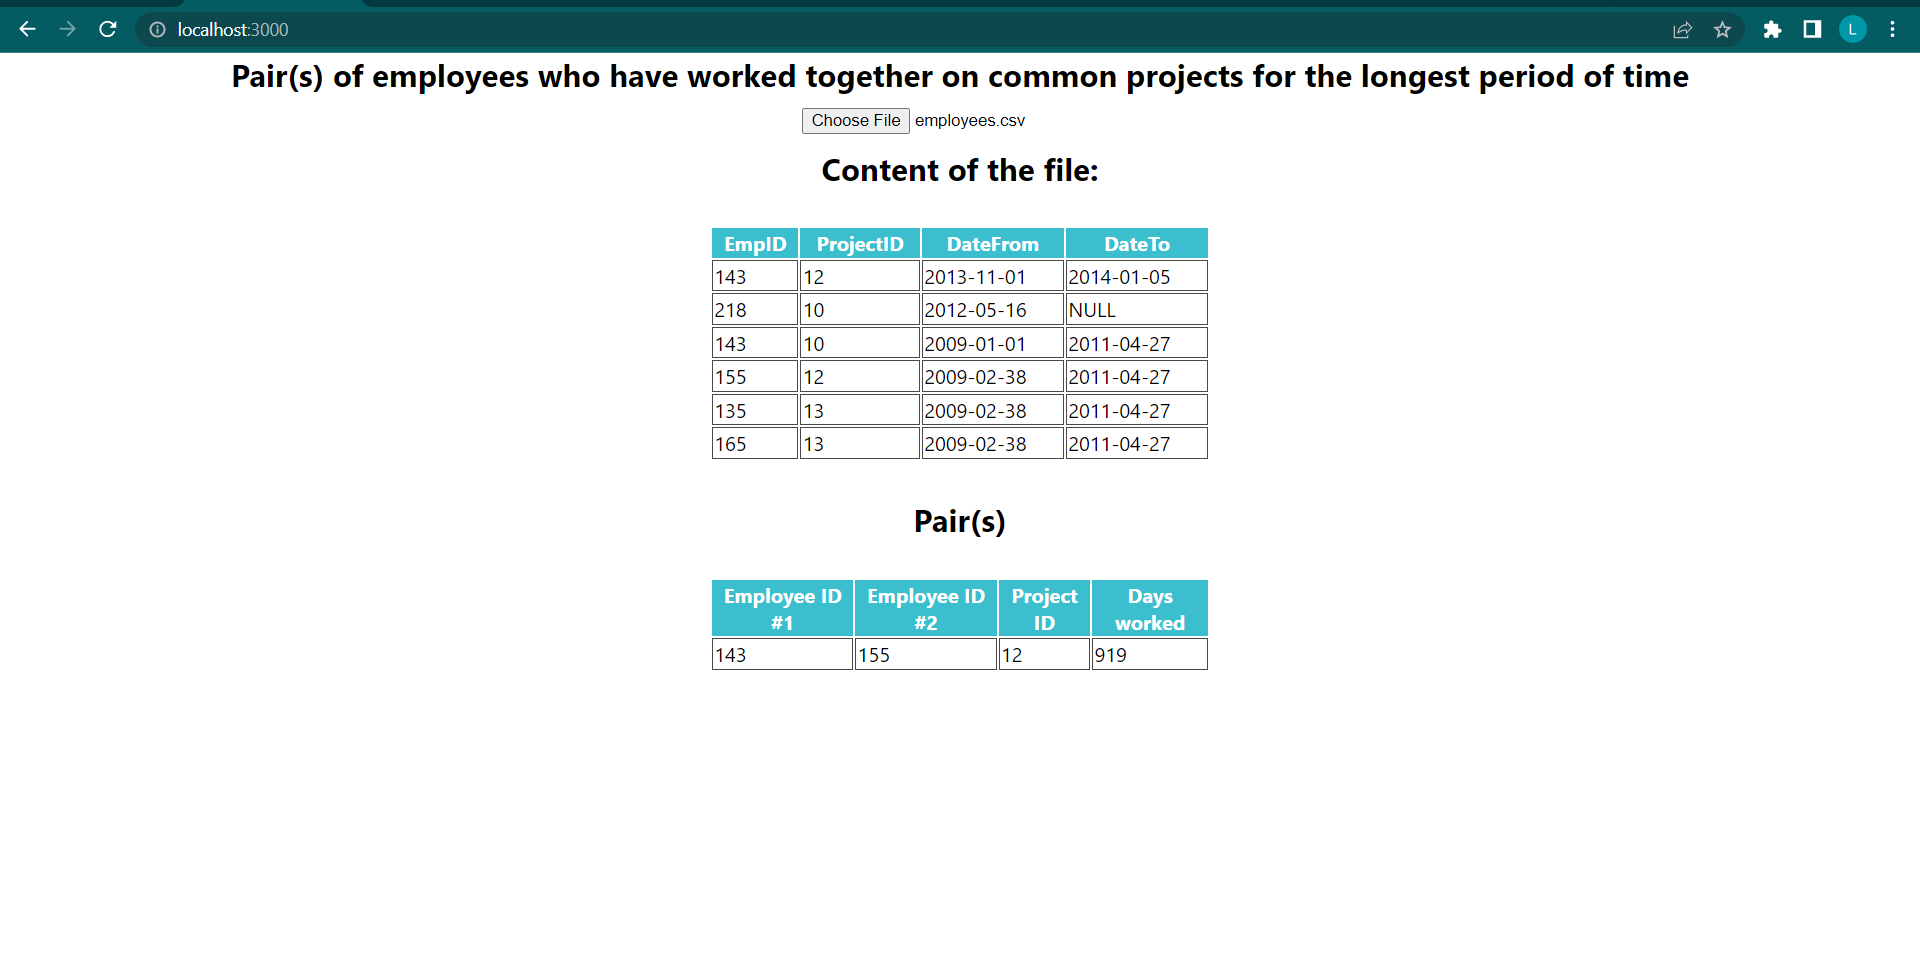 localhost:3000
L
Pair(s) of employees who have worked together on common projects for the longest period of time
Choose File employees.csv
Content of the file:
EmpID ProjectID DateFrom DateTo
143 12 2013-11-01 2014-01-05
218 10 2012-05-16 NULL
143 10 2009-01-01 2011-04-27
155 12 2009-02-38 2011-04-27
135 13 2009-02-38 2011-04-27
165 13 2009-02-38 2011-04-27
Pair(s)
Employee ID #1 Employee ID #2 Project ID Days worked
143 155 12 919